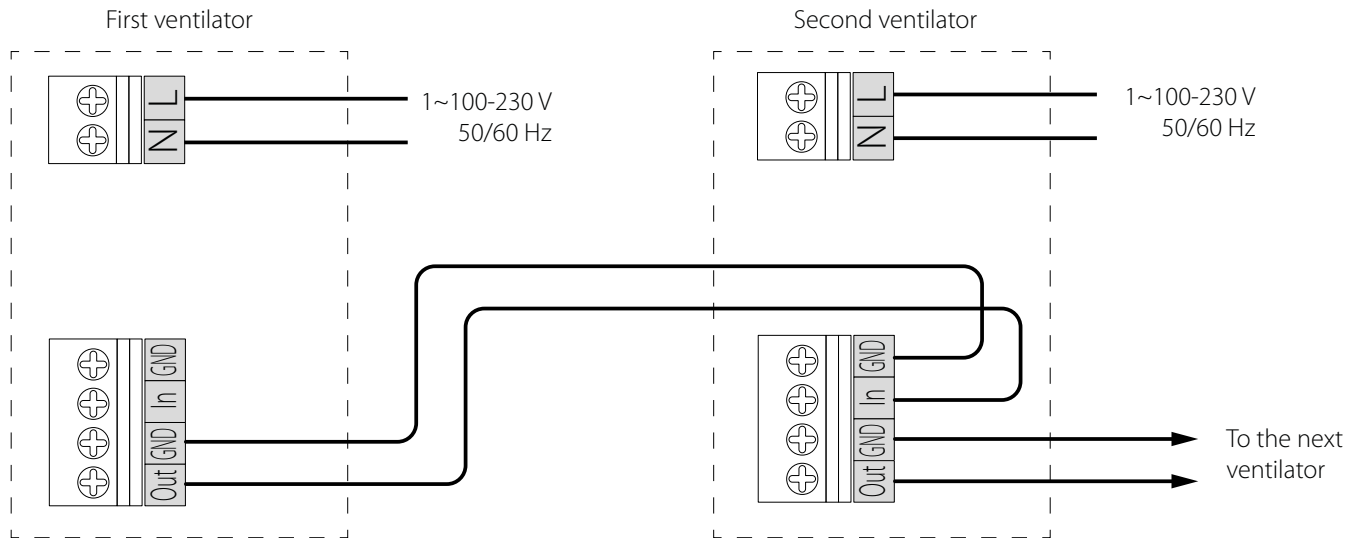 First ventilator
Second ventilator
L
N
1~100-230 V
50/60 Hz
L
N
1~100-230 V
50/60 Hz
GND
In
GND
Out
GND
In
GND
Out
To the next
ventilator